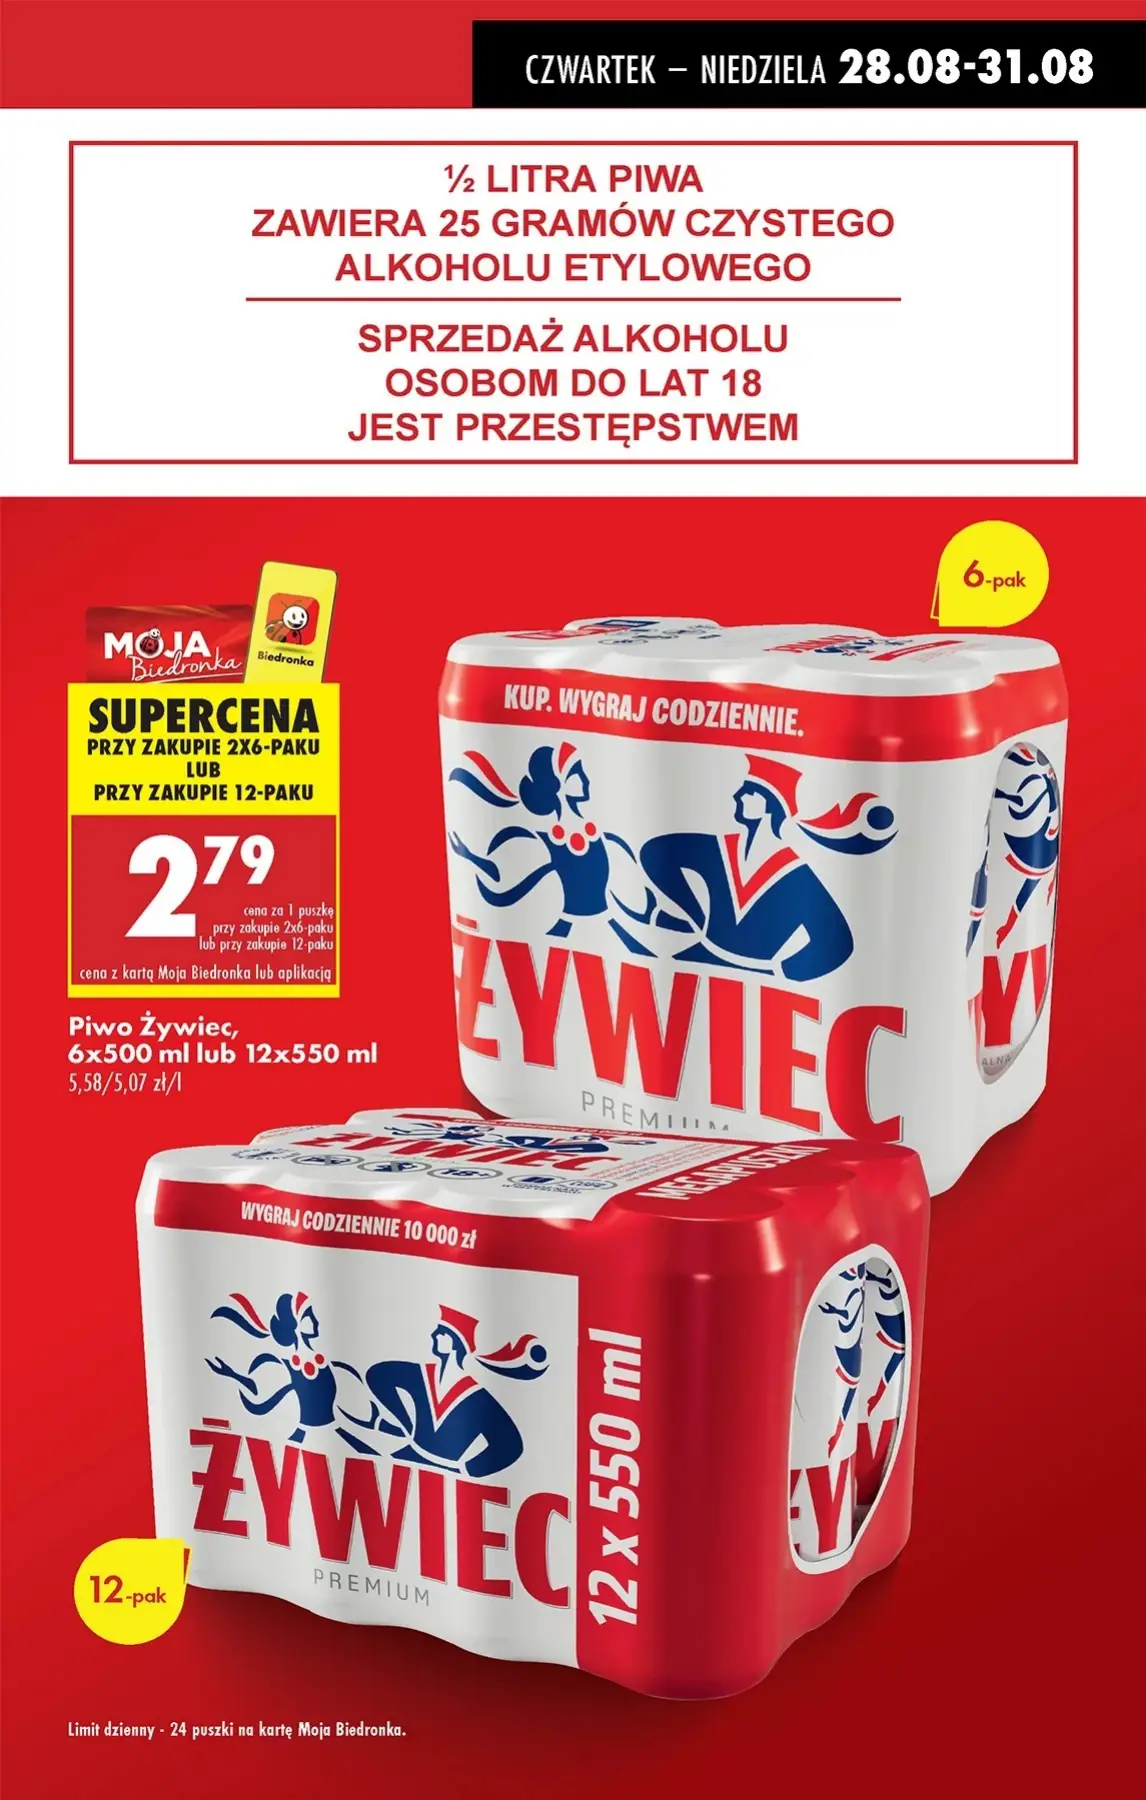 CZWARTEK – NIEDZIELA 28.08-31.08
½ LITRA PIWA
ZAWIERA 25 GRAMÓW CZYSTEGO
ALKOHOLU ETYLOWEGO
SPRZEDAŻ ALKOHOLU
OSOBOM DO LAT 18
JEST PRZESTĘPSTWEM
6-pak
MOJA
Biedronka
Biedronka
SUPERCENA
PRZY ZAKUPIE 2X6-PAKU
LUB
PRZY ZAKUPIE 12-PAKU
2 79
cena za 1 puszkę
przy zakupie 2x6-paku
lub przy zakupie 12-paku
cena z kartą Moja Biedronka lub aplikacją
Piwo Żywiec,
6x500 ml lub 12x550 ml
5,58/5,07 zł/l
KUP. WYGRAJ CODZIENNIE.
ŻYWIEC
PREMIUM
ŻYWIEC
MEGAPUSZKI
WYGRAJ CODZIENNIE 10 000 zł
ŻYWIEC
PREMIUM
12 x 550 ml
12-pak
Limit dzienny - 24 puszki na kartę Moja Biedronka.